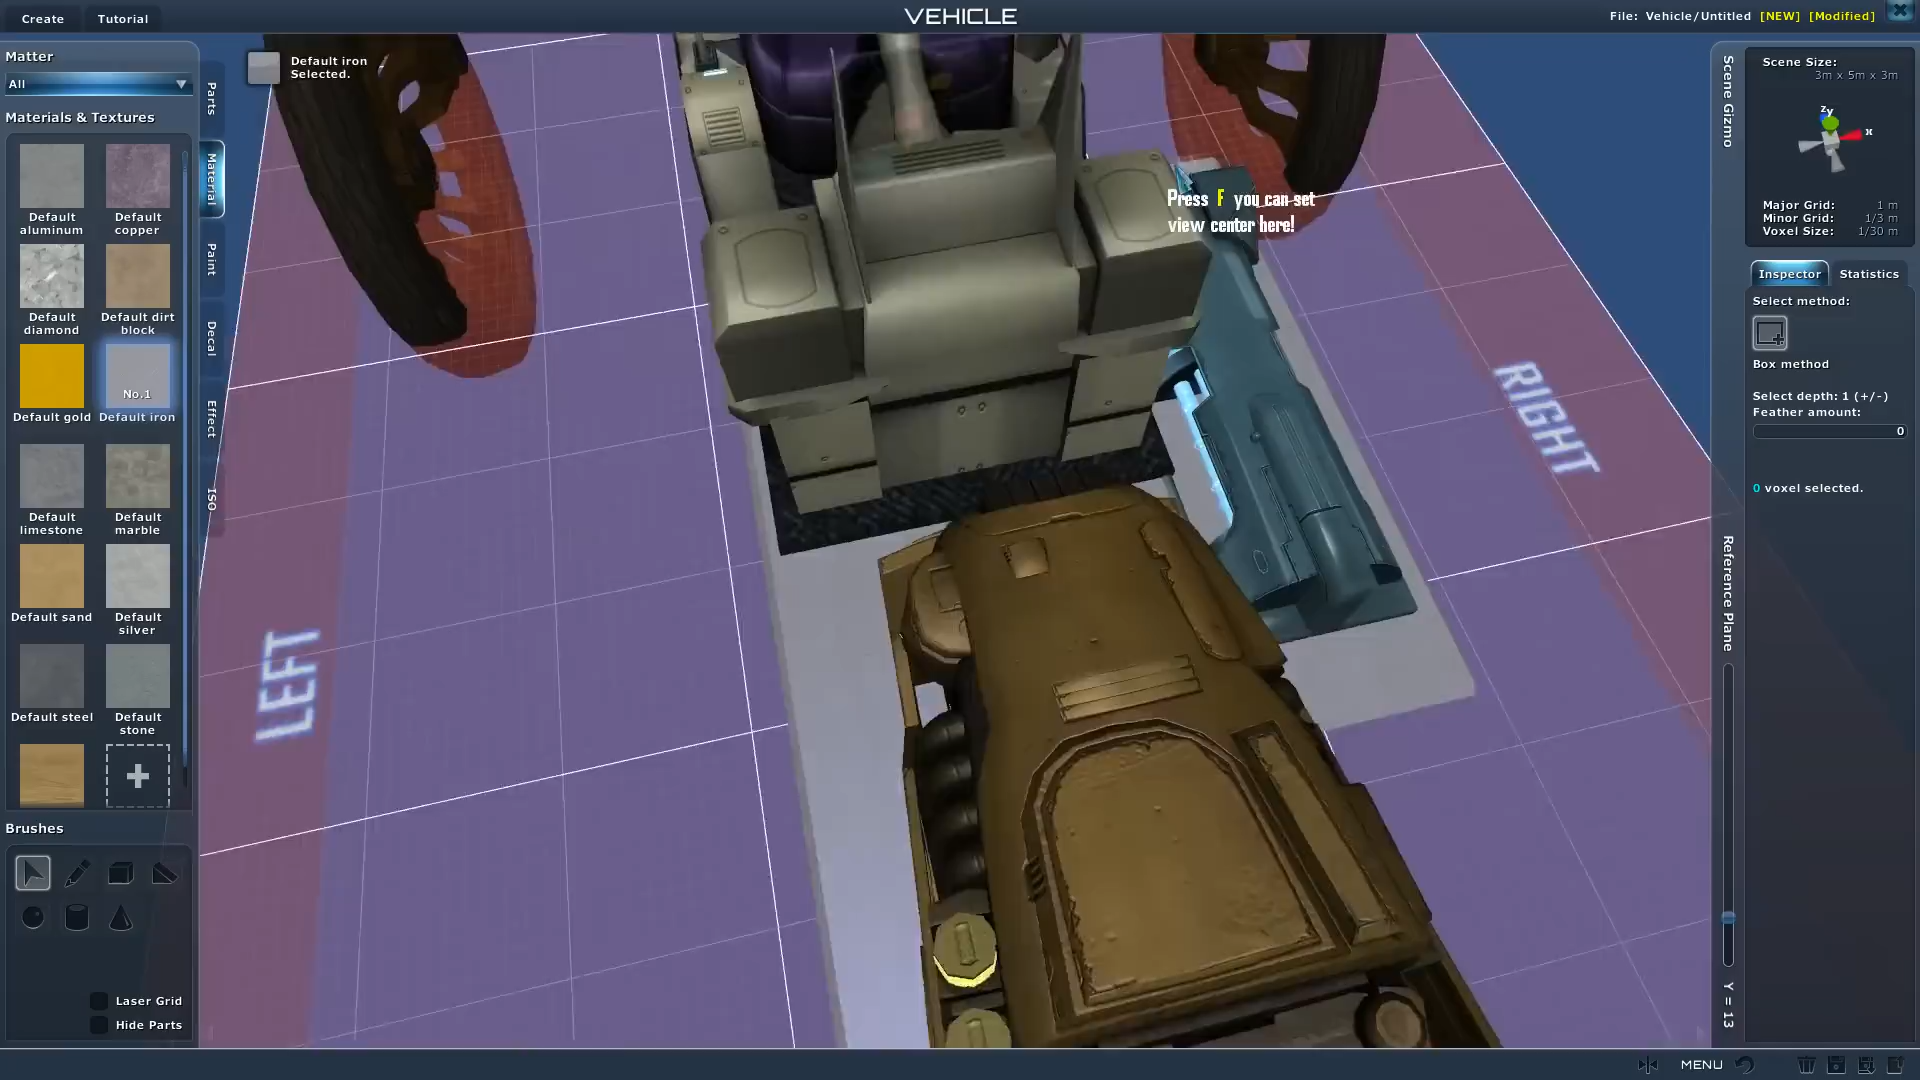 Create
Tutorial
VEHICLE
File: Vehicle/Untitled [NEW] [Modified]
Matter
All
Materials & Textures
Default aluminum
Default copper
Default diamond
Default dirt block
Default gold
No.1
Default iron
Default limestone
Default marble
Default sand
Default silver
Default steel
Default stone
Brushes
Laser Grid
Hide Parts
Parts
Material
Paint
Decal
Effect
ISO
Default iron
Selected.
Press F you can set
view center here!
LEFT
RIGHT
Scene Gizmo
Reference Plane
Y = 13
Scene Size:
3m x 5m x 3m
z
y
x
Major Grid: 1 m
Minor Grid: 1/3 m
Voxel Size: 1/30 m
Inspector
Statistics
Select method:
Box method
Select depth: 1 (+/-)
Feather amount:
0
0 voxel selected.
MENU